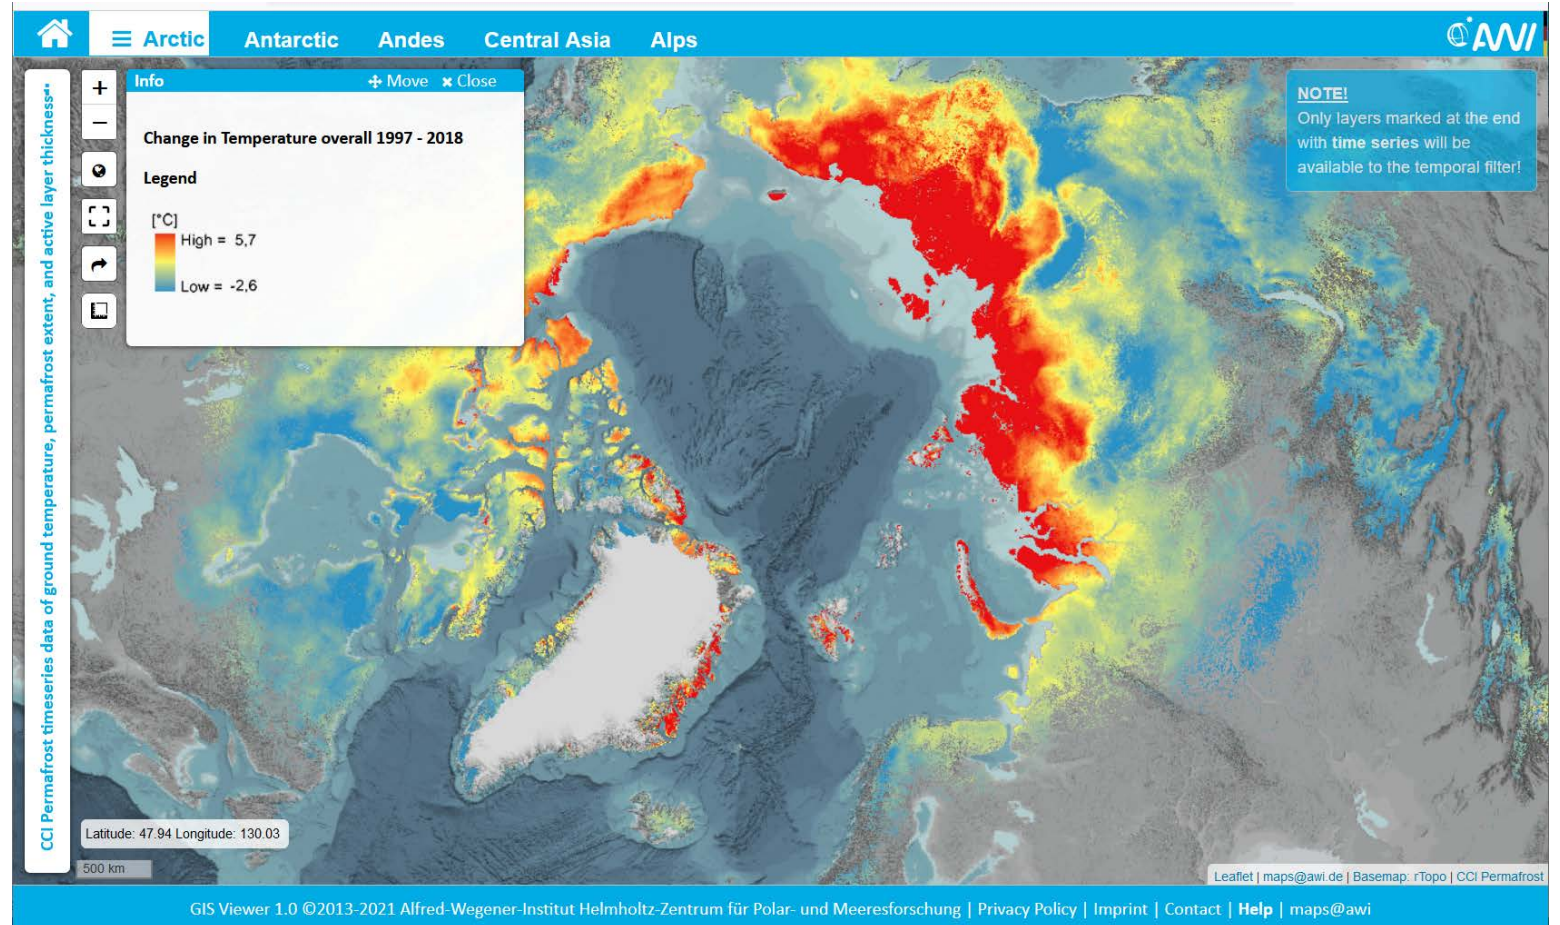 Arctic
Antarctic
Andes
Central Asia
Alps
AWI
CCI Permafrost timeseries data of ground temperature, permafrost extent, and active layer thickness
+
−
Info
Move
Close
Change in Temperature overall 1997 - 2018
Legend
[°C]
High = 5,7
Low = -2,6
NOTE!
Only layers marked at the end
with time series will be
available to the temporal filter!
Latitude: 47.94 Longitude: 130.03
500 km
Leaflet | maps@awi.de | Basemap: rTopo | CCI Permafrost
GIS Viewer 1.0 ©2013-2021 Alfred-Wegener-Institut Helmholtz-Zentrum für Polar- und Meeresforschung | Privacy Policy | Imprint | Contact | Help | maps@awi